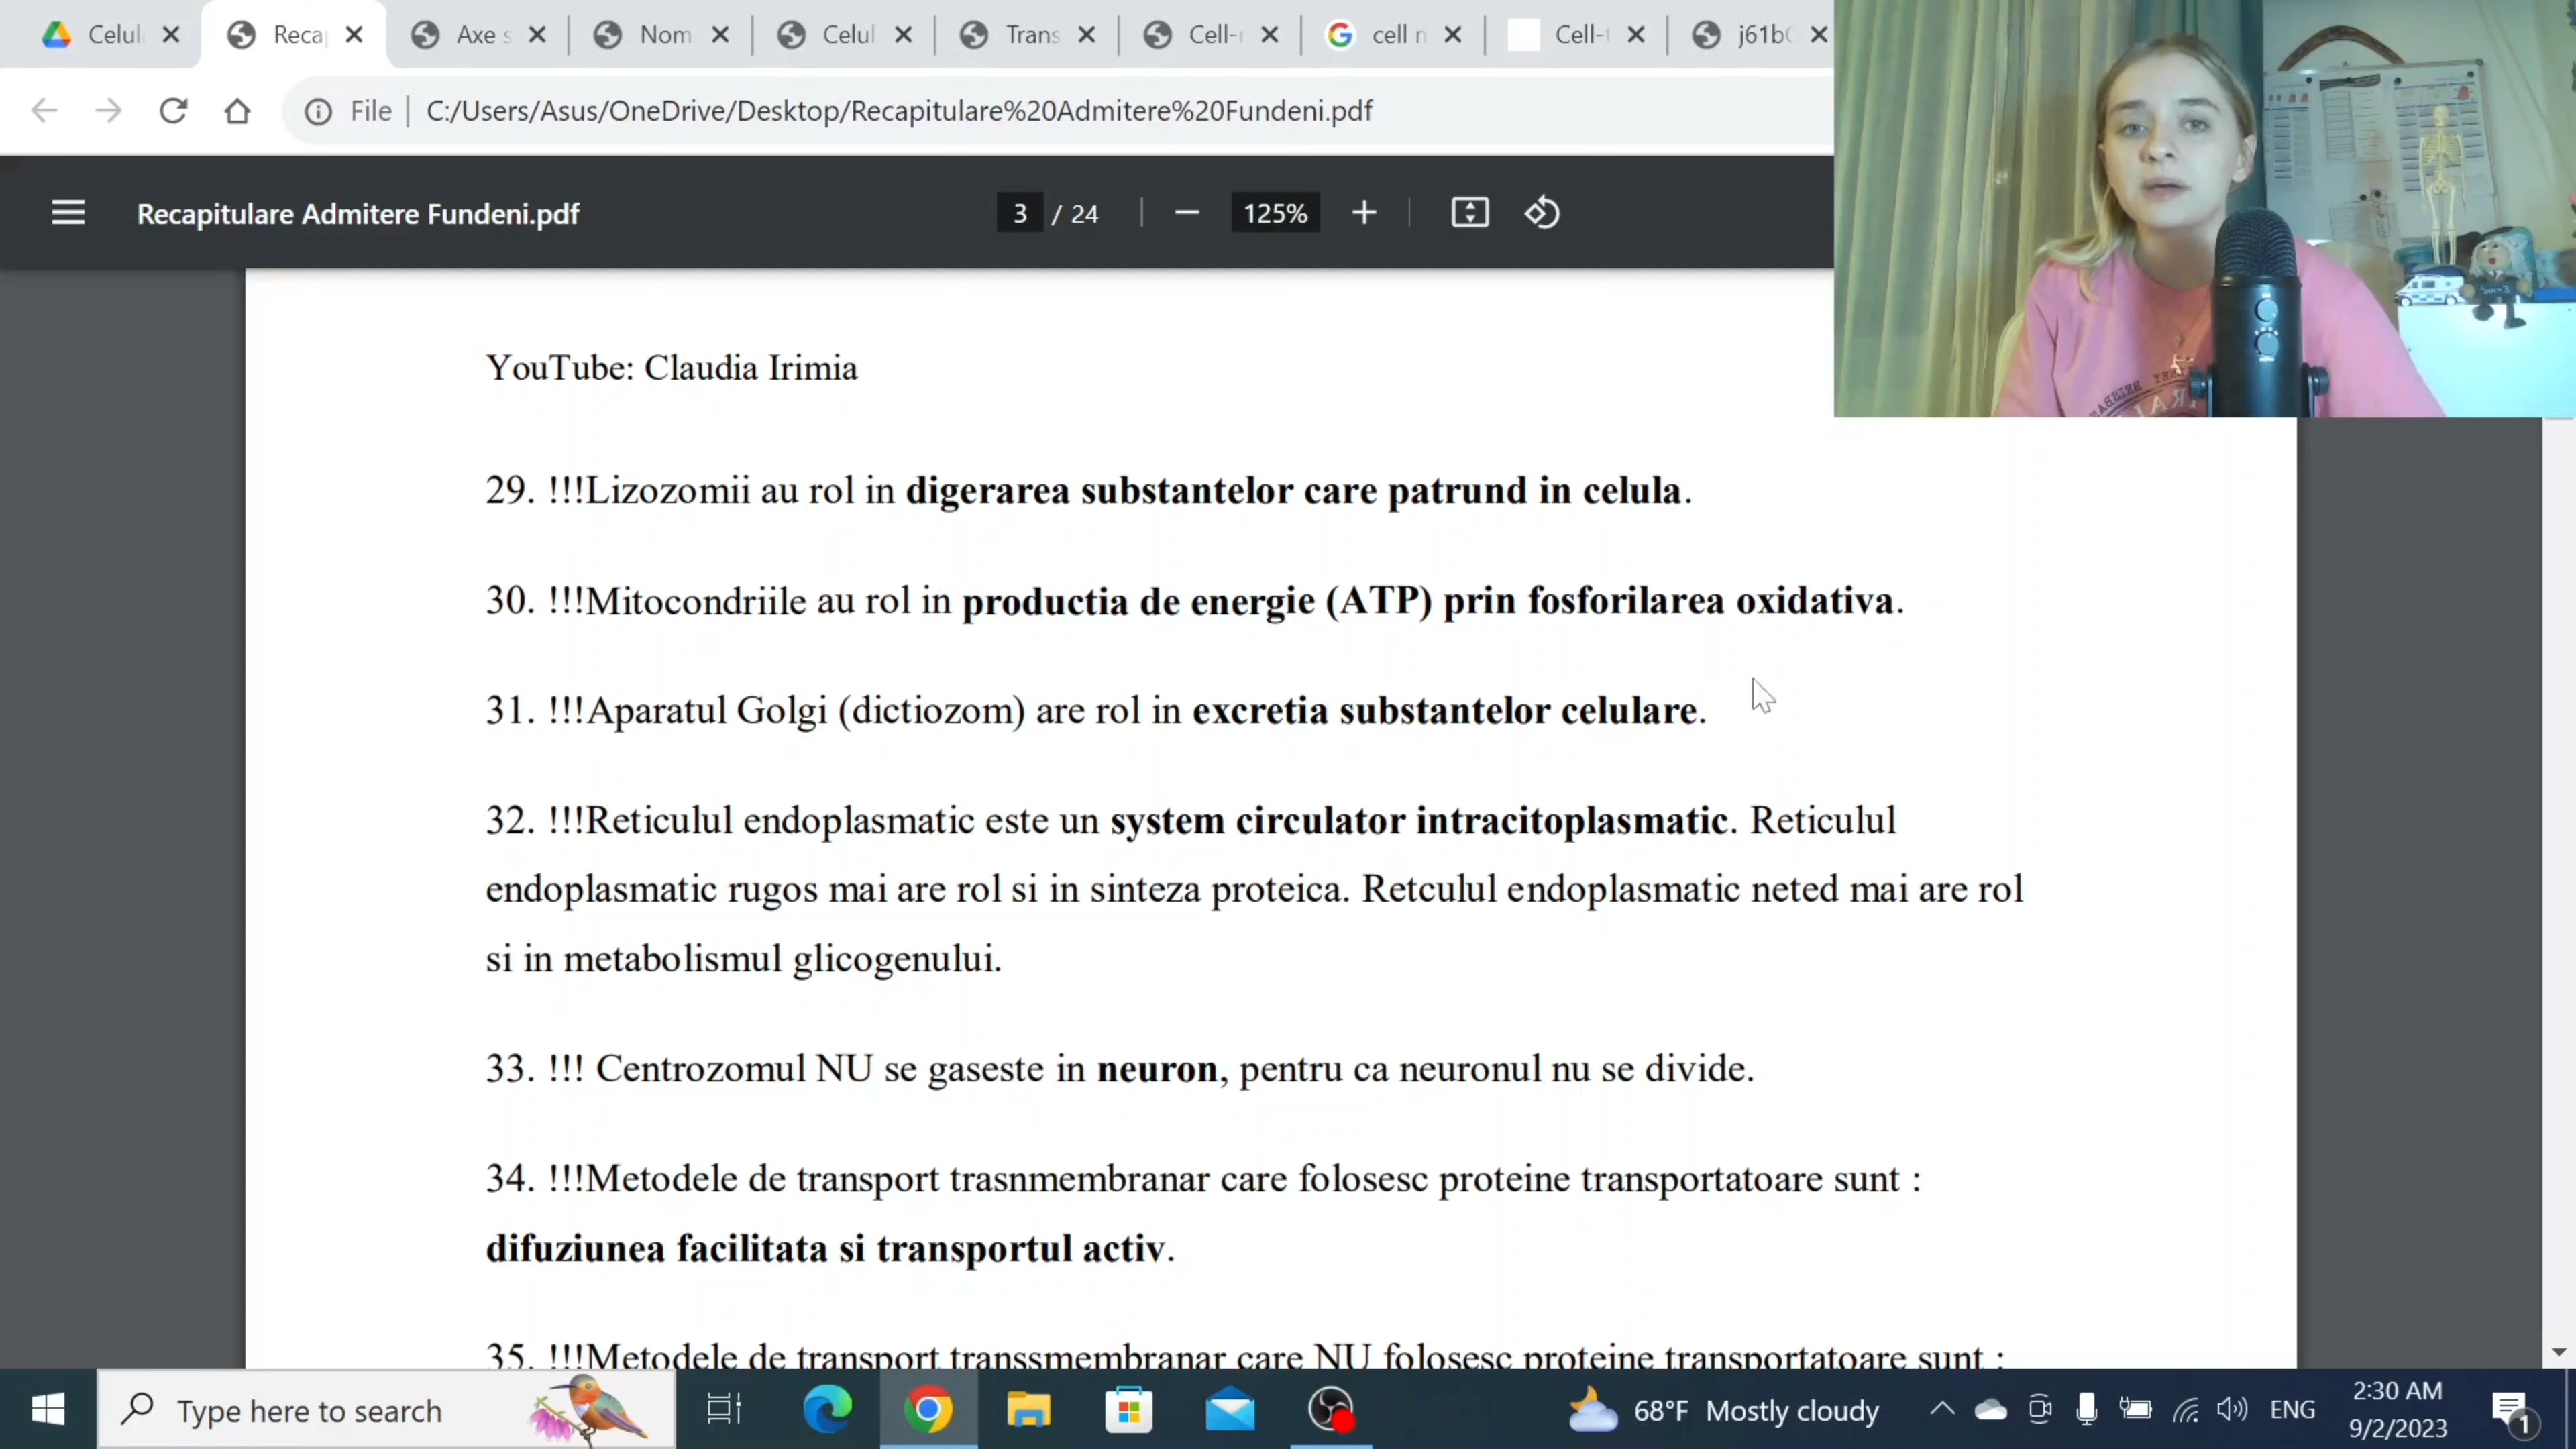 Celul
Reca
Axe s
Nom
Celul
Trans
Cell-
cell n
Cell-
j61b
File
C:/Users/Asus/OneDrive/Desktop/Recapitulare%20Admitere%20Fundeni.pdf
Recapitulare Admitere Fundeni.pdf
3 / 24
125%
YouTube: Claudia Irimia
29. !!!Lizozomii au rol in digerarea substantelor care patrund in celula.
30. !!!Mitocondriile au rol in productia de energie (ATP) prin fosforilarea oxidativa.
31. !!!Aparatul Golgi (dictiozom) are rol in excretia substantelor celulare.
32. !!!Reticulul endoplasmatic este un system circulator intracitoplasmatic. Reticulul
endoplasmatic rugos mai are rol si in sinteza proteica. Retculul endoplasmatic neted mai are rol
si in metabolismul glicogenului.
33. !!! Centrozomul NU se gaseste in neuron, pentru ca neuronul nu se divide.
34. !!!Metodele de transport trasnmembranar care folosesc proteine transportatoare sunt :
difuziunea facilitata si transportul activ.
35. !!!Metodele de transport transsmembranar care NU folosesc proteine transportatoare sunt :
Type here to search
68°F Mostly cloudy
ENG
2:30 AM
9/2/2023
1